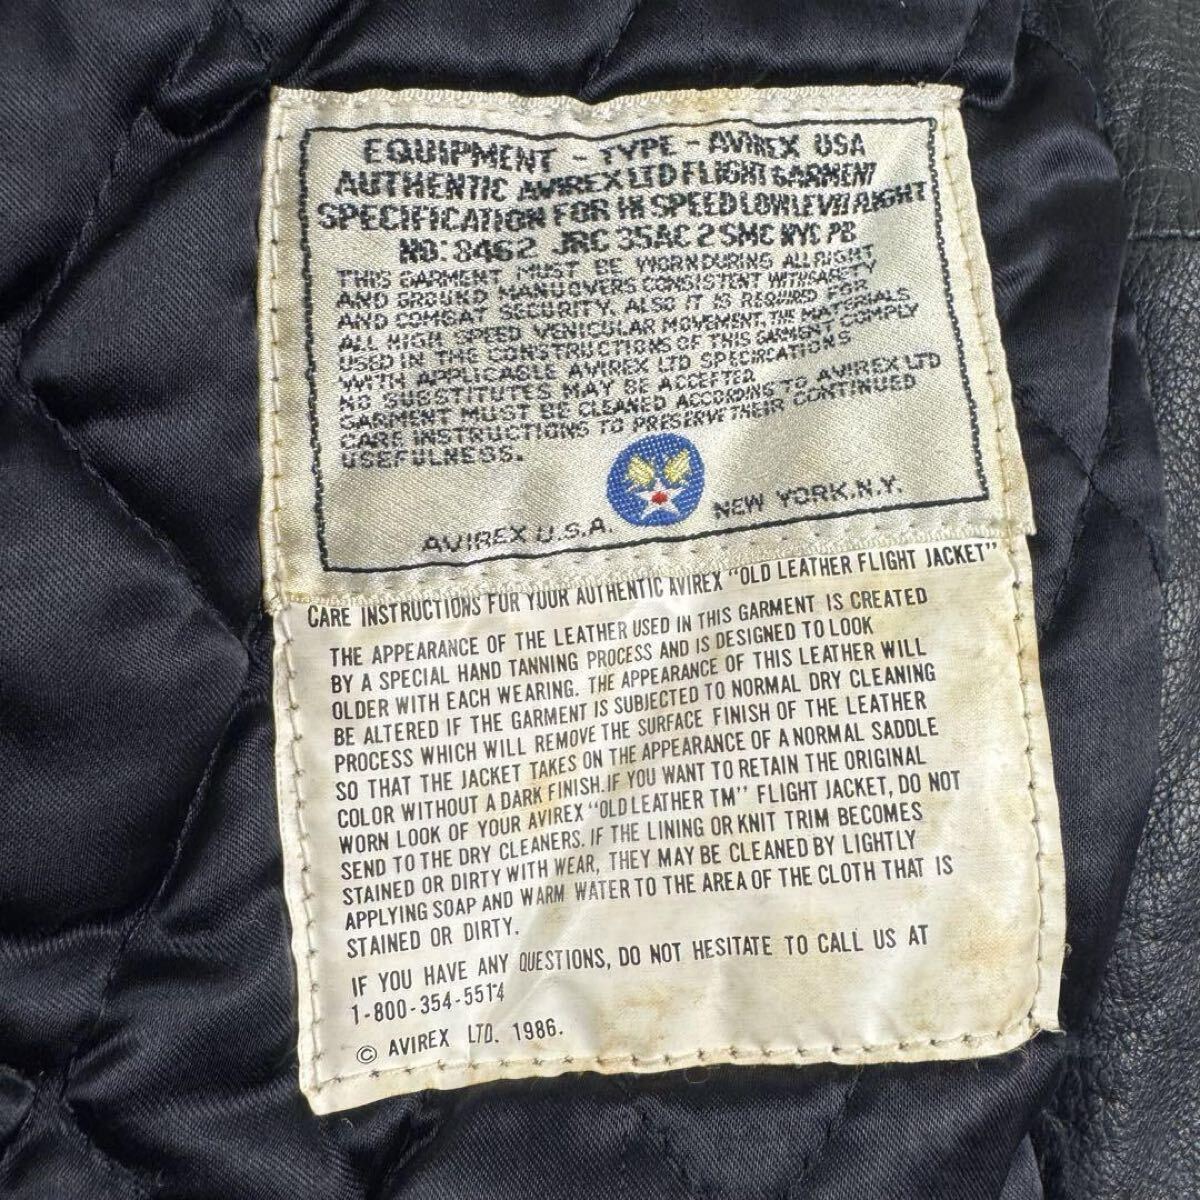 EQUIPMENT - TYPE - AVIREX USA
AUTHENTIC AVIREX LTD FLIGHT GARMENT
SPECIFICATION FOR HI SPEED LOW LEVEL FLIGHT
NO: 8462 JRC 35AC 2 SMC NYC PB
THIS GARMENT MUST BE WORN DURING ALL FLIGHT
AND GROUND MANUOVERS CONSISTENT WITH SAFETY
AND COMBAT SECURITY. ALSO IT IS REQUIRED FOR
ALL HIGH SPEED VEHICULAR MOVEMENT, THE MATERIALS
USED IN THE CONSTRUCTIONS OF THIS GARMENT COMPLY
WITH APPLICABLE AVIREX LTD SPECIFICATIONS
NO SUBSTITUTES MAY BE ACCEPTED
GARMENT MUST BE CLEANED ACCORDING TO AVIREX LTD
CARE INSTRUCTIONS TO PRESERVE THEIR CONTINUED
USEFULNESS.
AVIREX U.S.A. NEW YORK, N.Y.
CARE INSTRUCTIONS FOR YOUR AUTHENTIC AVIREX "OLD LEATHER FLIGHT JACKET"
THE APPEARANCE OF THE LEATHER USED IN THIS GARMENT IS CREATED
BY A SPECIAL HAND TANNING PROCESS AND IS DESIGNED TO LOOK
OLDER WITH EACH WEARING. THE APPEARANCE OF THIS LEATHER WILL
BE ALTERED IF THE GARMENT IS SUBJECTED TO NORMAL DRY CLEANING
PROCESS WHICH WILL REMOVE THE SURFACE FINISH OF THE LEATHER
SO THAT THE JACKET TAKES ON THE APPEARANCE OF A NORMAL SADDLE
COLOR WITHOUT A DARK FINISH. IF YOU WANT TO RETAIN THE ORIGINAL
WORN LOOK OF YOUR AVIREX "OLD LEATHER TM" FLIGHT JACKET, DO NOT
SEND TO THE DRY CLEANERS. IF THE LINING OR KNIT TRIM BECOMES
STAINED OR DIRTY WITH WEAR, THEY MAY BE CLEANED BY LIGHTLY
APPLYING SOAP AND WARM WATER TO THE AREA OF THE CLOTH THAT IS
STAINED OR DIRTY.
IF YOU HAVE ANY QUESTIONS, DO NOT HESITATE TO CALL US AT
1-800-354-5514
© AVIREX LTD. 1986.